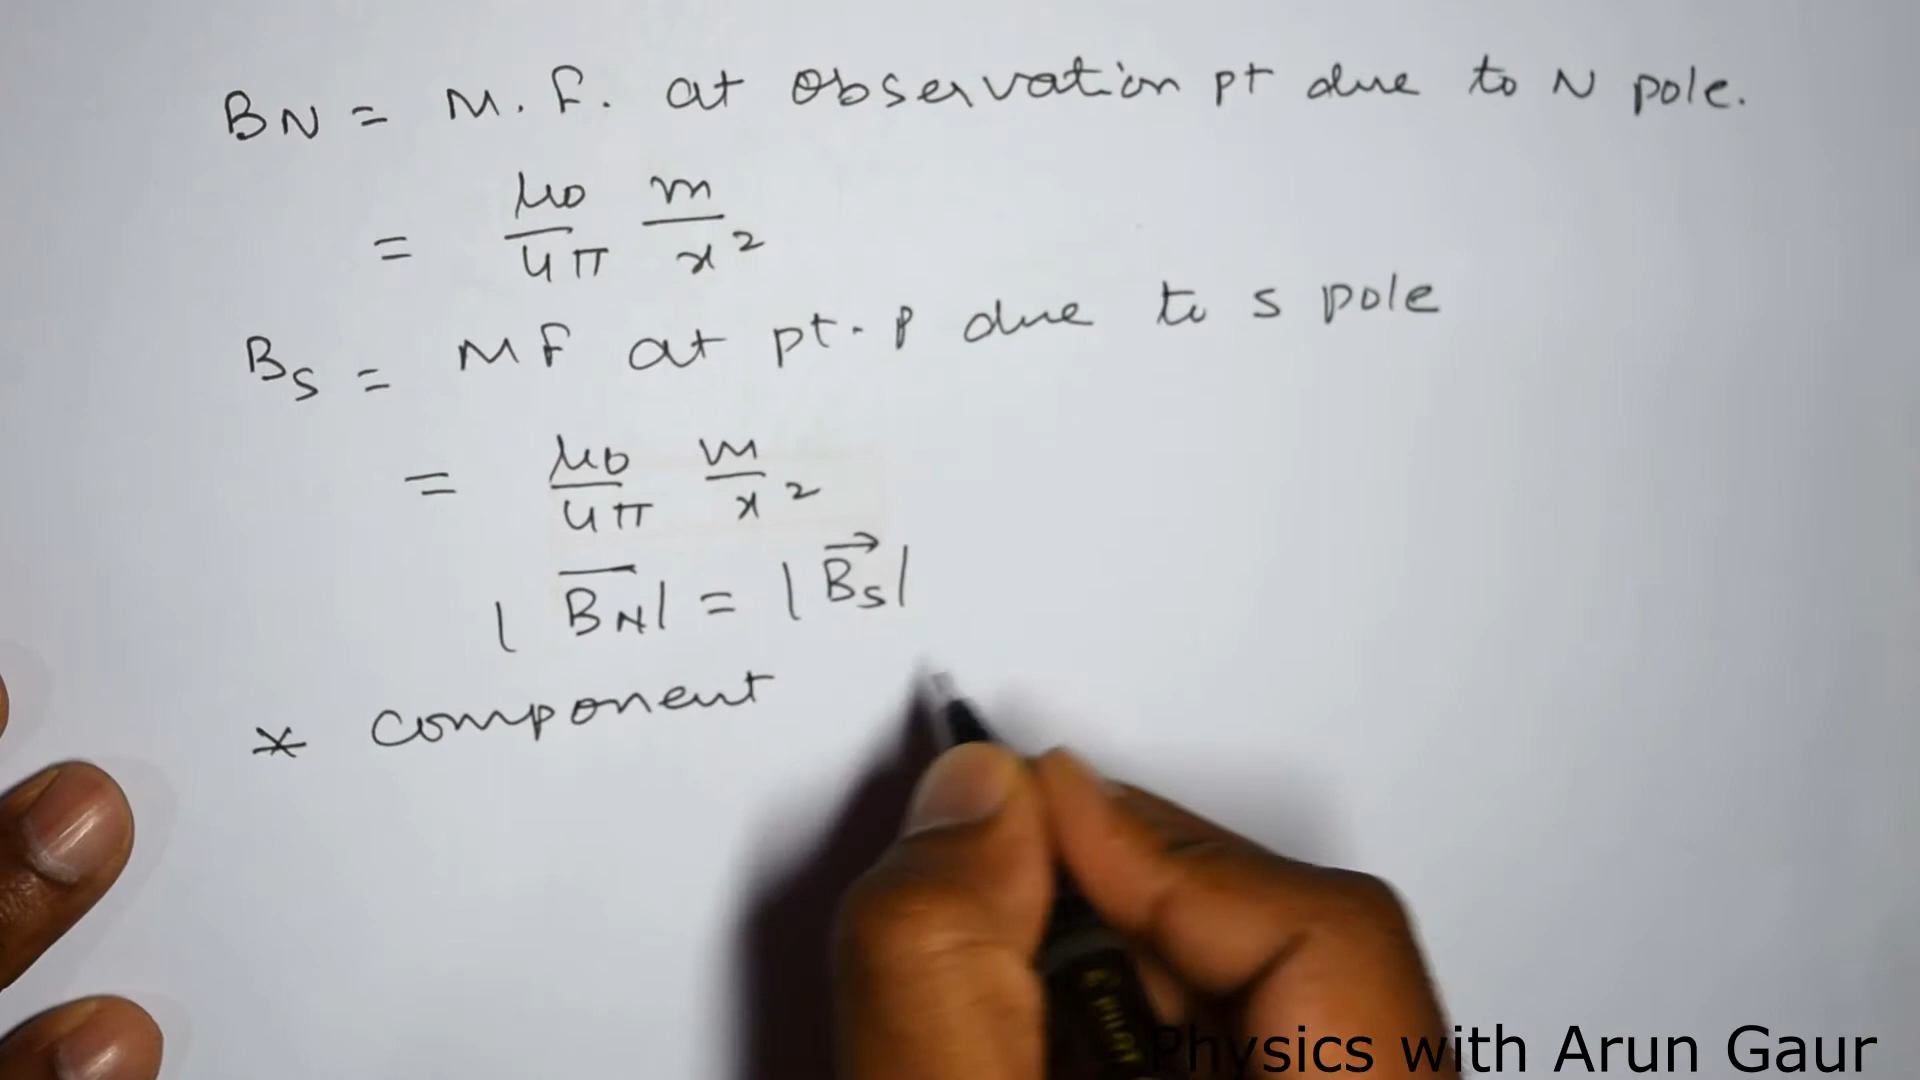 BN = M.F. at observation pt due to N pole.
= μ0/4π m/x²
BS = MF at pt. P due to S pole
= μ0/4π m/x²
|BN| = |BS|
* component
PILOT
Physics with Arun Gaur